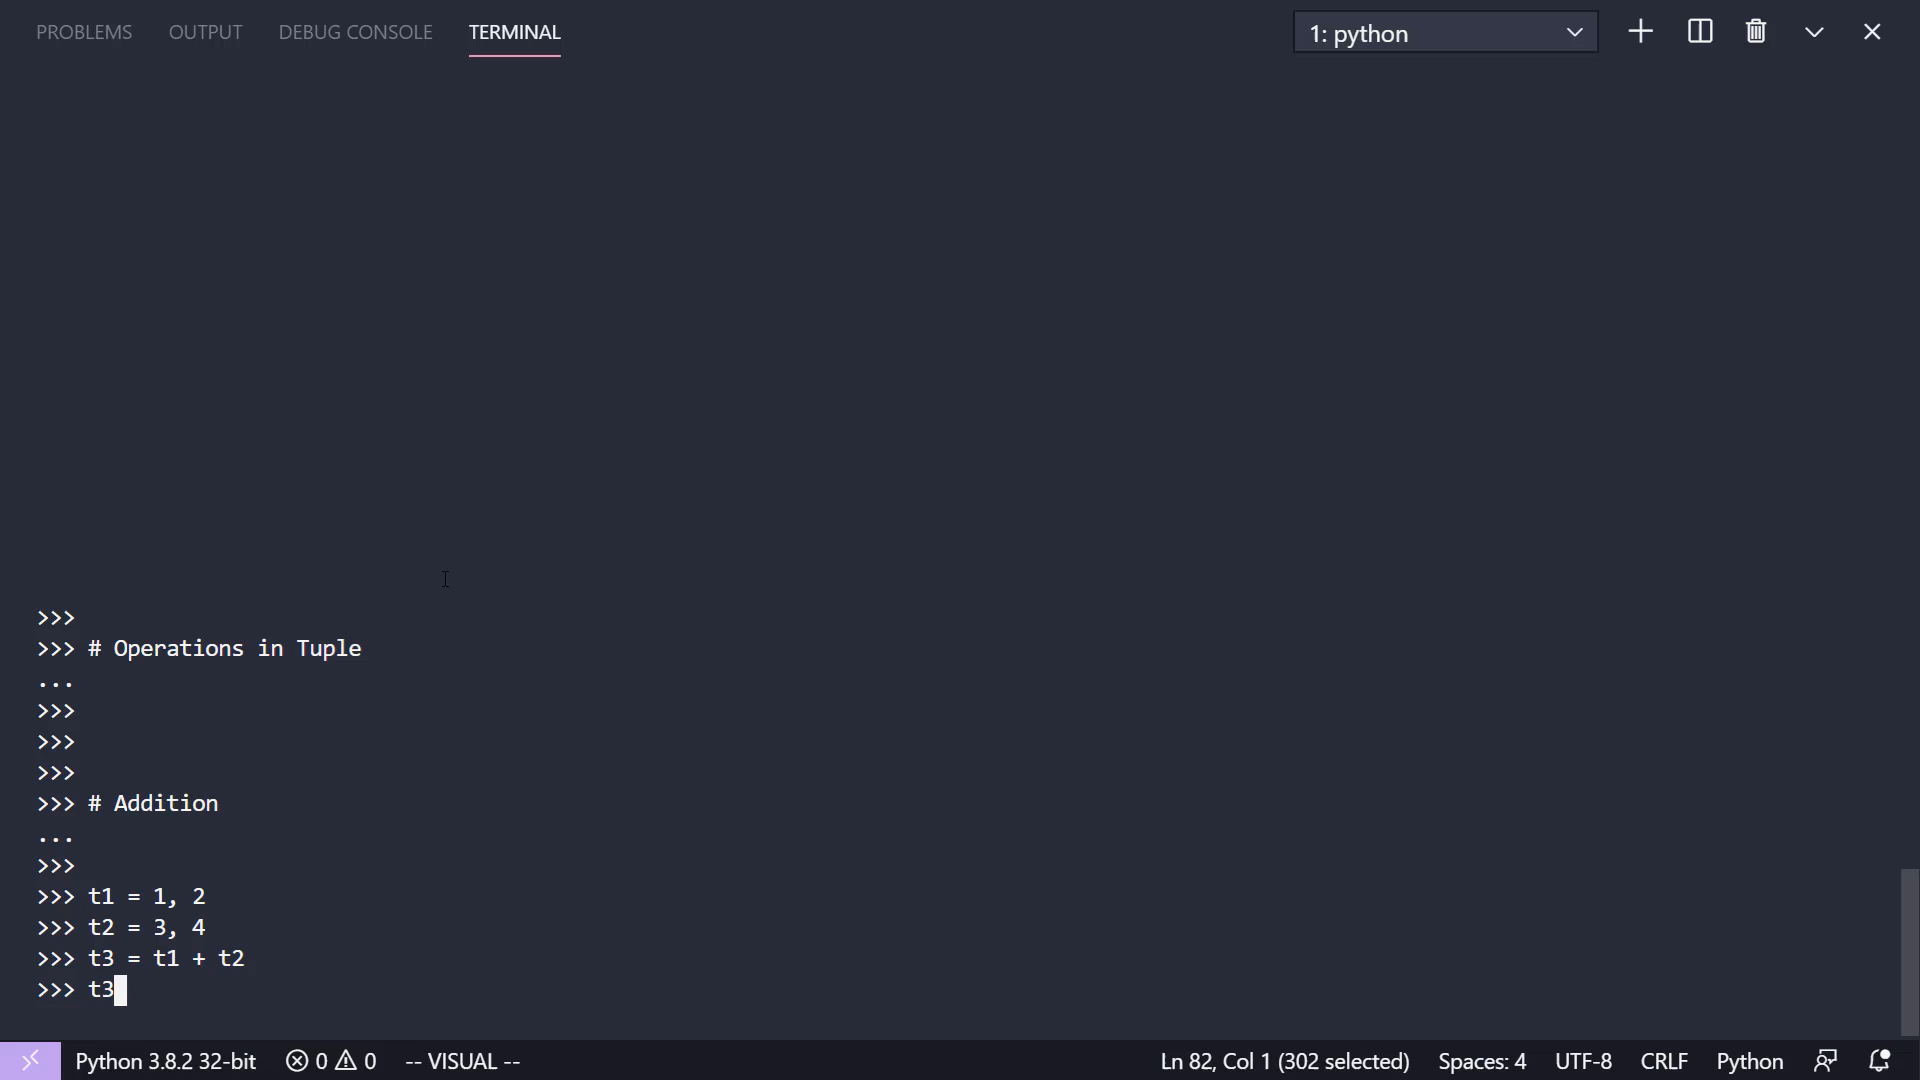 PROBLEMS OUTPUT DEBUG CONSOLE TERMINAL 1: python
>>>
>>> # Operations in Tuple
...
>>>
>>>
>>>
>>> # Addition
...
>>>
>>> t1 = 1, 2
>>> t2 = 3, 4
>>> t3 = t1 + t2
>>> t3
Python 3.8.2 32-bit 0 0 -- VISUAL -- Ln 82, Col 1 (302 selected) Spaces: 4 UTF-8 CRLF Python